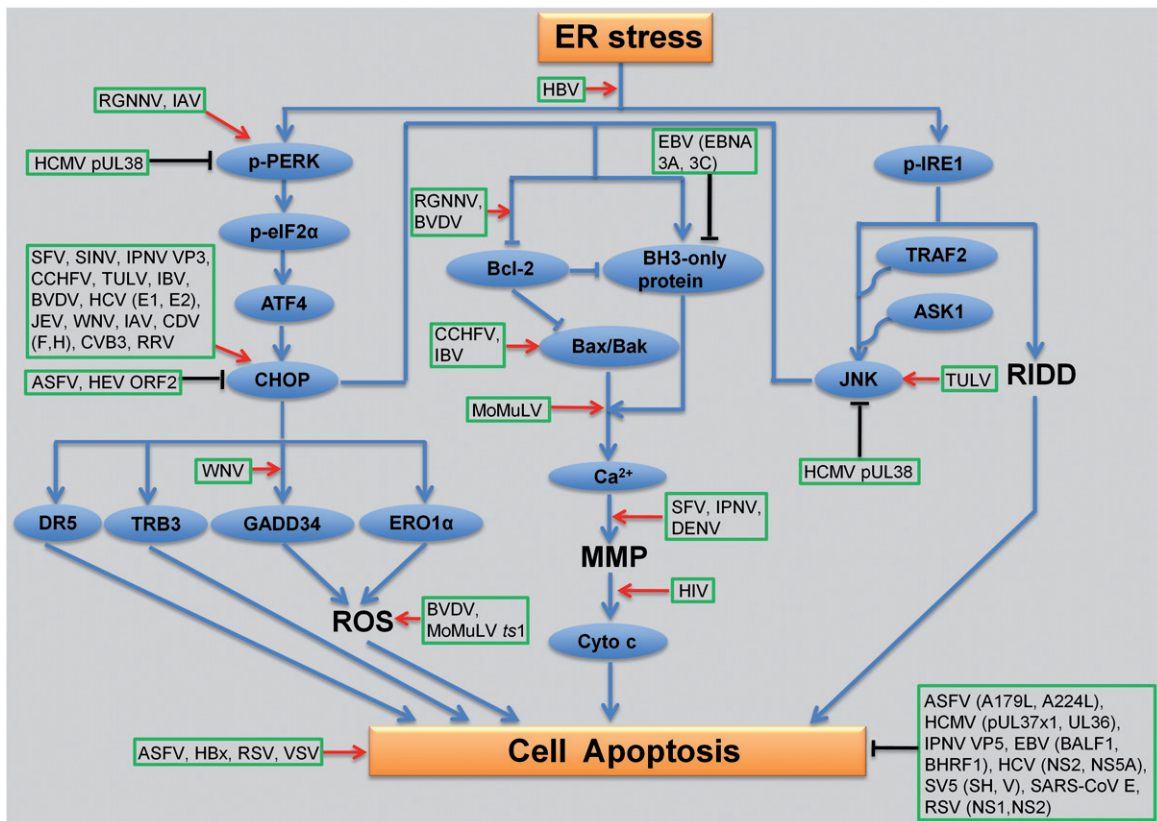 ER stress
HBV
RGNNV, IAV
HCMV pUL38
p-PERK
EBV (EBNA
3A, 3C)
p-IRE1
RGNNV,
BVDV
p-eIF2α
TRAF2
SFV, SINV, IPNV VP3,
CCHFV, TULV, IBV,
BVDV, HCV (E1, E2),
JEV, WNV, IAV, CDV
(F,H), CVB3, RRV
Bcl-2
BH3-only
protein
ATF4
ASK1
CCHFV,
IBV
Bax/Bak
ASFV, HEV ORF2
CHOP
JNK
TULV
RIDD
MoMuLV
WNV
HCMV pUL38
Ca²⁺
DR5
TRB3
GADD34
ERO1α
SFV, IPNV,
DENV
MMP
HIV
ROS
BVDV,
MoMuLV ts1
Cyto c
ASFV, HBx, RSV, VSV
Cell Apoptosis
ASFV (A179L, A224L),
HCMV (pUL37x1, UL36),
IPNV VP5, EBV (BALF1,
BHRF1), HCV (NS2, NS5A),
SV5 (SH, V), SARS-CoV E,
RSV (NS1,NS2)